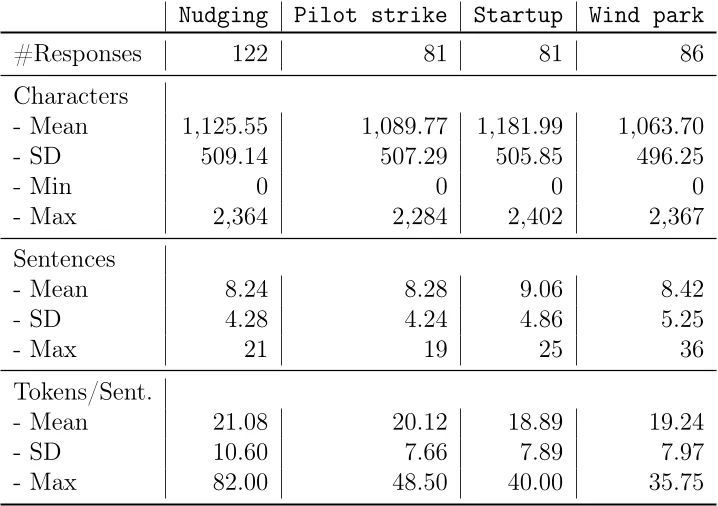 Nudging Pilot strike Startup Wind park
#Responses 122 81 81 86
Characters
- Mean 1,125.55 1,089.77 1,181.99 1,063.70
- SD 509.14 507.29 505.85 496.25
- Min 0 0 0 0
- Max 2,364 2,284 2,402 2,367
Sentences
- Mean 8.24 8.28 9.06 8.42
- SD 4.28 4.24 4.86 5.25
- Max 21 19 25 36
Tokens/Sent.
- Mean 21.08 20.12 18.89 19.24
- SD 10.60 7.66 7.89 7.97
- Max 82.00 48.50 40.00 35.75